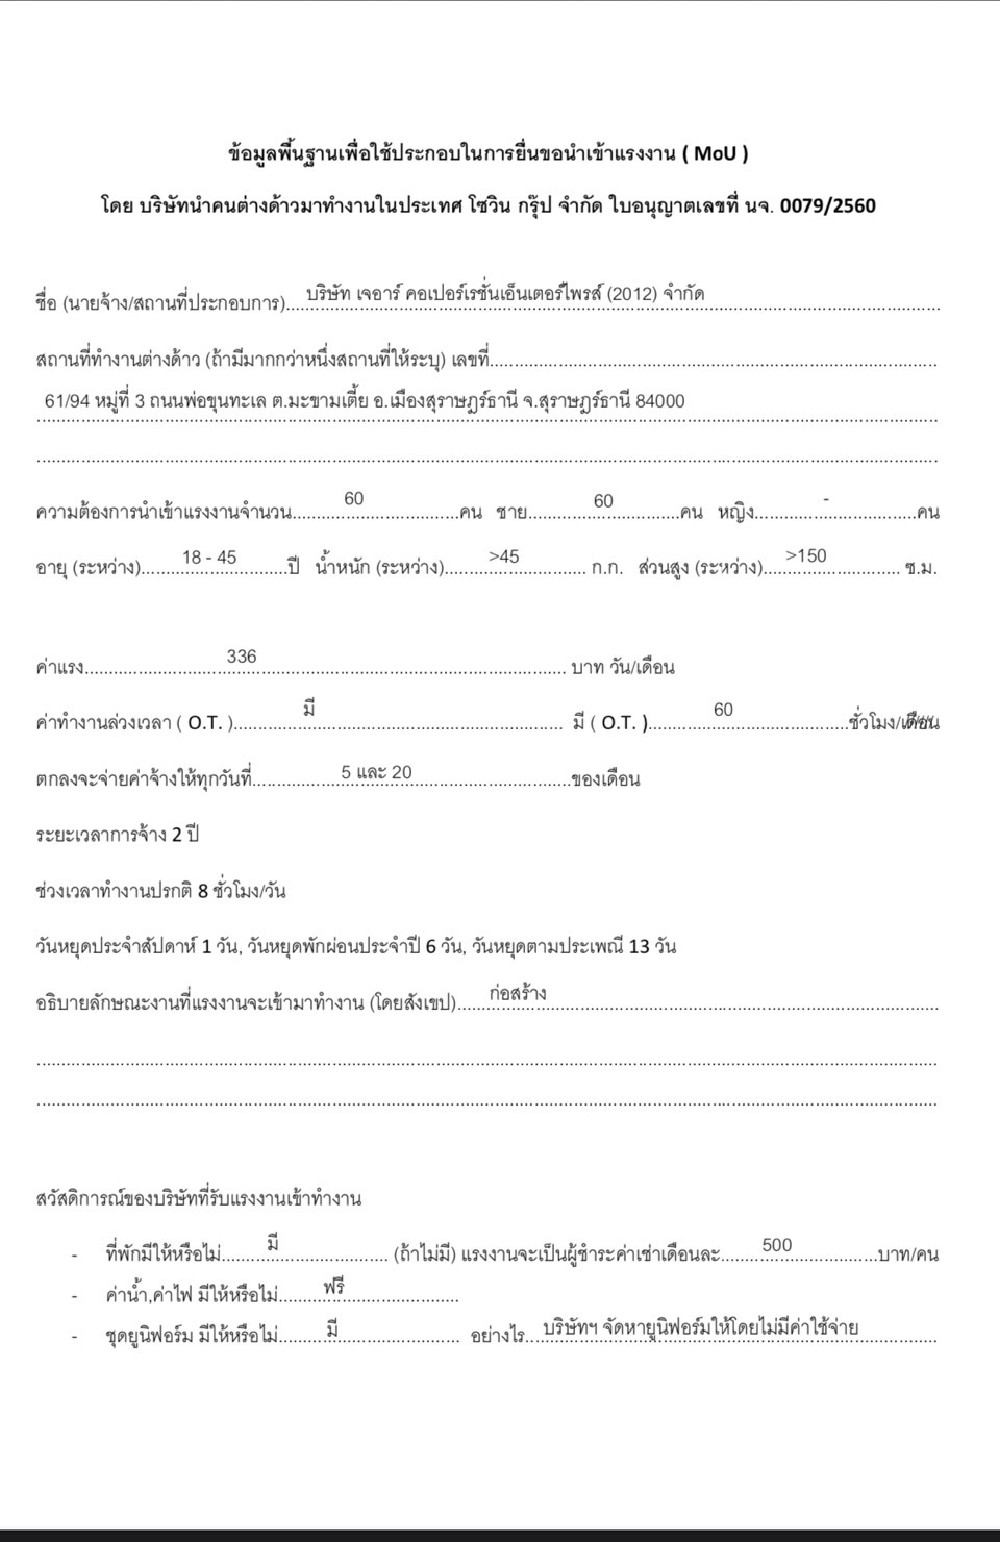 ข้อมูลพื้นฐานเพื่อใช้ประกอบในการยื่นขอนำเข้าแรงงาน ( MoU )
โดย บริษัทนำคนต่างด้าวมาทำงานในประเทศ โซวิน กรุ๊ป จำกัด ใบอนุญาตเลขที่ นจ. 0079/2560
ชื่อ (นายจ้าง/สถานที่ประกอบการ) บริษัท เจอาร์ คอเปอร์เรชั่นเอ็นเตอร์ไพรส์ (2012) จำกัด
สถานที่ทำงานต่างด้าว (ถ้ามีมากกว่าหนึ่งสถานที่ให้ระบุ) เลขที่
61/94 หมู่ที่ 3 ถนนพ่อขุนทะเล ต.มะขามเตี้ย อ.เมืองสุราษฎร์ธานี จ.สุราษฎร์ธานี 84000
ความต้องการนำเข้าแรงงานจำนวน 60 คน ชาย 60 คน หญิง - คน
อายุ (ระหว่าง) 18 - 45 ปี น้ำหนัก (ระหว่าง) >45 ก.ก. ส่วนสูง (ระหว่าง) >150 ซ.ม.
ค่าแรง 336 บาท วัน/เดือน
ค่าทำงานล่วงเวลา ( O.T. ) มี มี ( O.T. ) 60 ชั่วโมง/เดือน
ตกลงจะจ่ายค่าจ้างให้ทุกวันที่ 5 และ 20 ของเดือน
ระยะเวลาการจ้าง 2 ปี
ช่วงเวลาทำงานปรกติ 8 ชั่วโมง/วัน
วันหยุดประจำสัปดาห์ 1 วัน, วันหยุดพักผ่อนประจำปี 6 วัน, วันหยุดตามประเพณี 13 วัน
อธิบายลักษณะงานที่แรงงานจะเข้ามาทำงาน (โดยสังเขป) ก่อสร้าง
สวัสดิการณ์ของบริษัทที่รับแรงงานเข้าทำงาน
- ที่พักมีให้หรือไม่ มี (ถ้าไม่มี) แรงงานจะเป็นผู้ชำระค่าเช่าเดือนละ 500 บาท/คน
- ค่าน้ำ,ค่าไฟ มีให้หรือไม่ ฟรี
- ชุดยูนิฟอร์ม มีให้หรือไม่ มี อย่างไร บริษัทฯ จัดหายูนิฟอร์มให้โดยไม่มีค่าใช้จ่าย